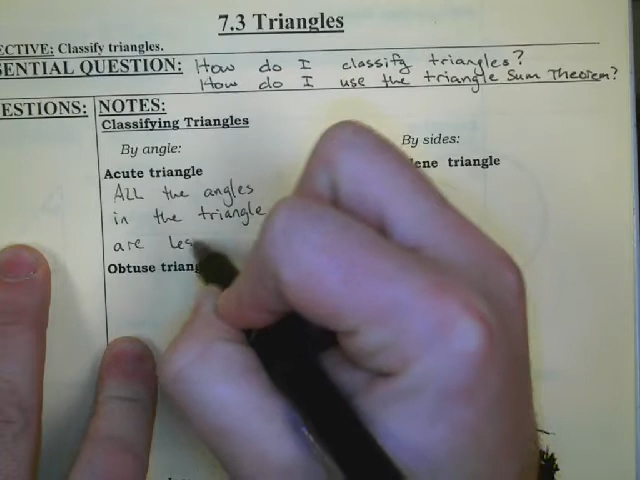 7.3 Triangles
ECTIVE: Classify triangles.
SENTIAL QUESTION: How do I classify triangles?
How do I use the triangle Sum Theorem?
ESTIONS:
NOTES:
Classifying Triangles
By angle:
By sides:
Acute triangle
lene triangle
ALL the angles
in the triangle
are les
Obtuse triang